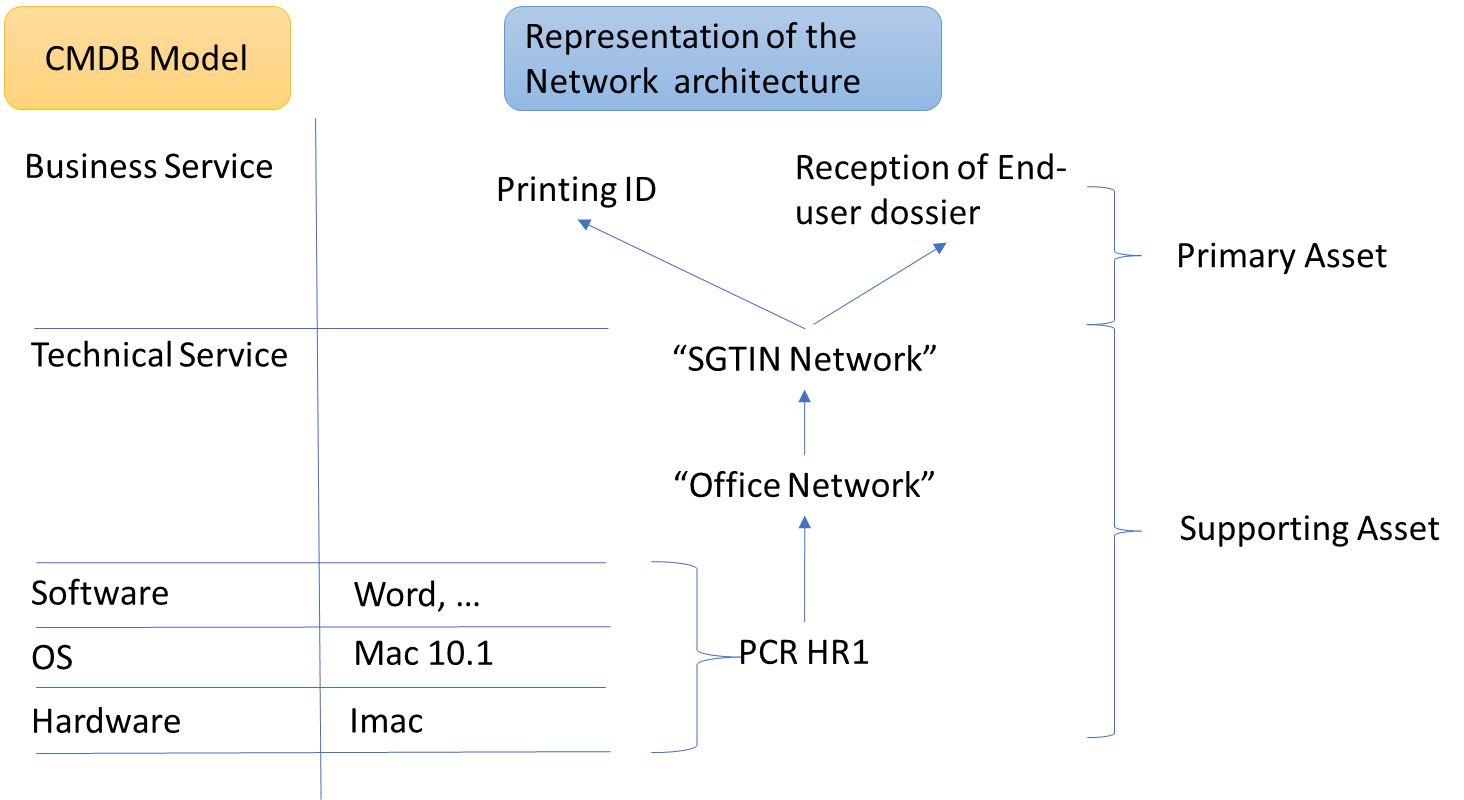 CMDB Model
Representation of the
Network architecture
Business Service
Printing ID
Reception of End-
user dossier
Primary Asset
Technical Service
“SGTIN Network”
“Office Network”
Supporting Asset
Software
Word, ...
OS
Mac 10.1
PCR HR1
Hardware
Imac